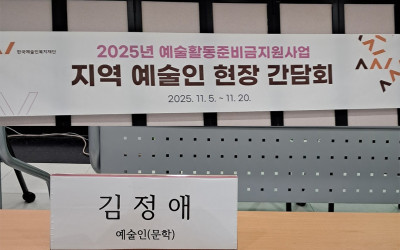 한국예술인복지재단
2025년 예술활동준비금지원사업
지역 예술인 현장 간담회
2025. 11. 5. - 11. 20.
김 정 애
예술인(문학)